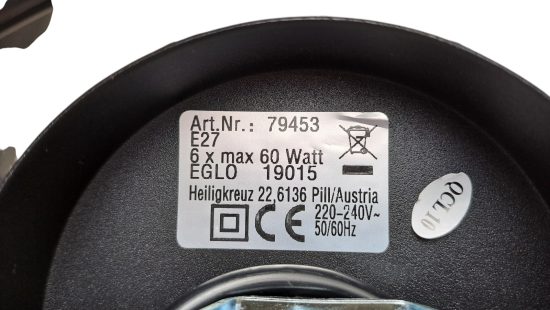 Art.Nr.: 79453
E27
6 x max 60 Watt
EGLO 19015
Heiligkreuz 22,6136 Pill/Austria
CE 220-240V~
50/60Hz
QCL10